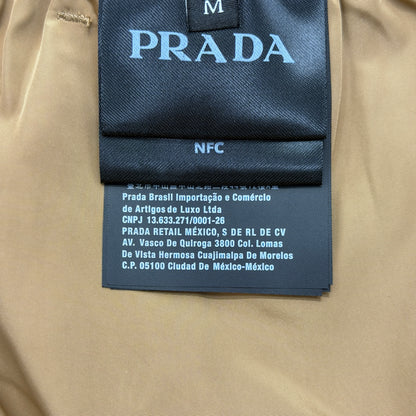 M
PRADA
NFC
Prada Brasil Importação e Comércio
de Artigos de Luxo Ltda
CNPJ 13.633.271/0001-26
PRADA RETAIL MÉXICO, S DE RL DE CV
AV. Vasco De Quiroga 3800 Col. Lomas
De Vista Hermosa Cuajimalpa De Morelos
C.P. 05100 Ciudad De México-México